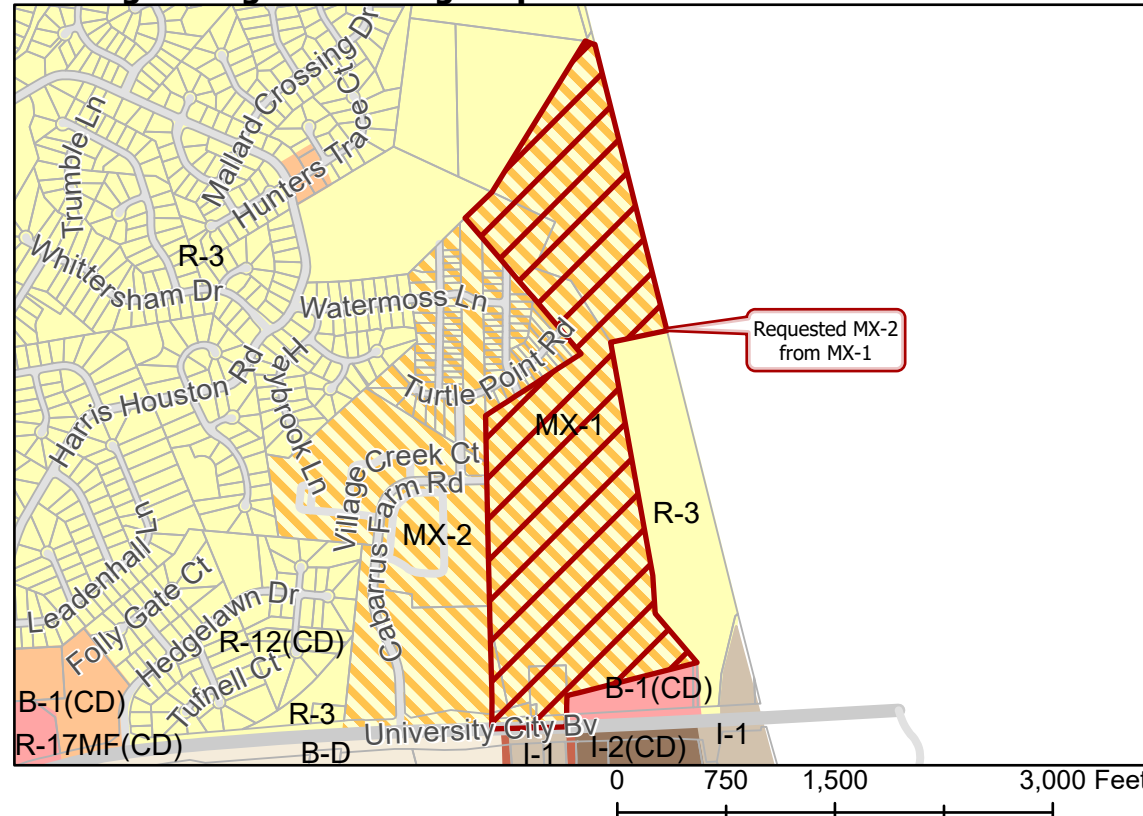 Mallard Crossing Dr
Trumble Ln
Hunters Trace Ct
R-3
Whittersham Dr
Watermoss Ln
Requested MX-2
from MX-1
Turtle Point Rd
Harris Houston Rd
Haybrook Ln
MX-1
Village Creek Ct
Cabarrus Farm Rd
R-3
MX-2
Leadenhall Ln
Folly Gate Ct
Hedgelawn Dr
R-12(CD)
Tufnell Ct
B-1(CD)
B-1(CD)
R-3
University City Bv
R-17MF(CD)
B-D
I-1
I-2(CD)
I-1
0 750 1,500 3,000 Feet